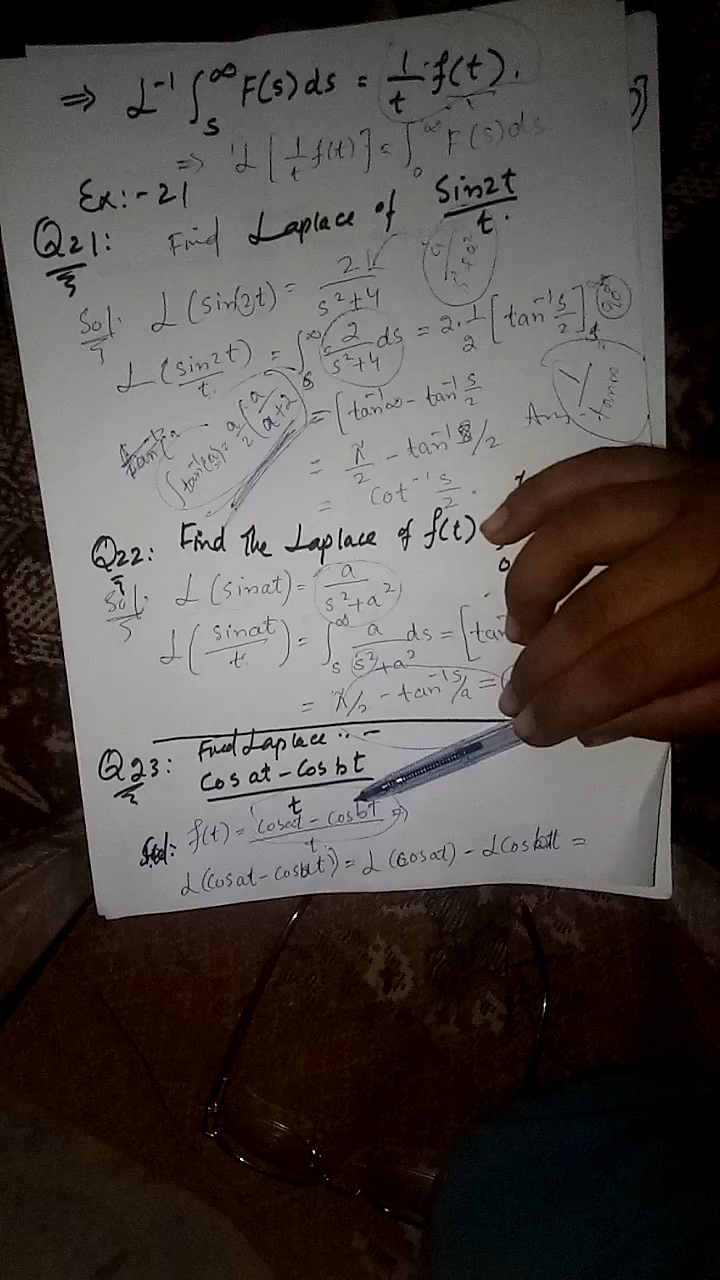 ⇒ L⁻¹ ∫ₛ^∞ F(s) ds = 1/t · f(t).
⇒ L[1/t f(t)] = ∫₀^∞ F(s) ds
Ex:-21
Q21: Find Laplace of Sin2t/t.
Sol: L(sin2t) = 2/(s²+4)
L(sin2t/t) = ∫ₛ^∞ 2/(s²+4) ds = 2·1/2 [tan⁻¹ s/2]
= [tan⁻¹∞ - tan⁻¹ s/2
= π/2 - tan⁻¹ s/2 Ans
= cot⁻¹ s/2.
Q22: Find The Laplace of f(t)
Sol: L(sinat) = a/(s²+a²)
L(sinat/t) = ∫ₛ^∞ a/(s²+a²) ds = [tan
= π/2 - tan⁻¹ s/a =
Q23: Find Laplace :-
Cos at - Cos bt/t
Sol: f(t) = cosat - cosbt/t ⇒
L(Cosat - Cosbt) = L(Cosat) - L Cosbt =